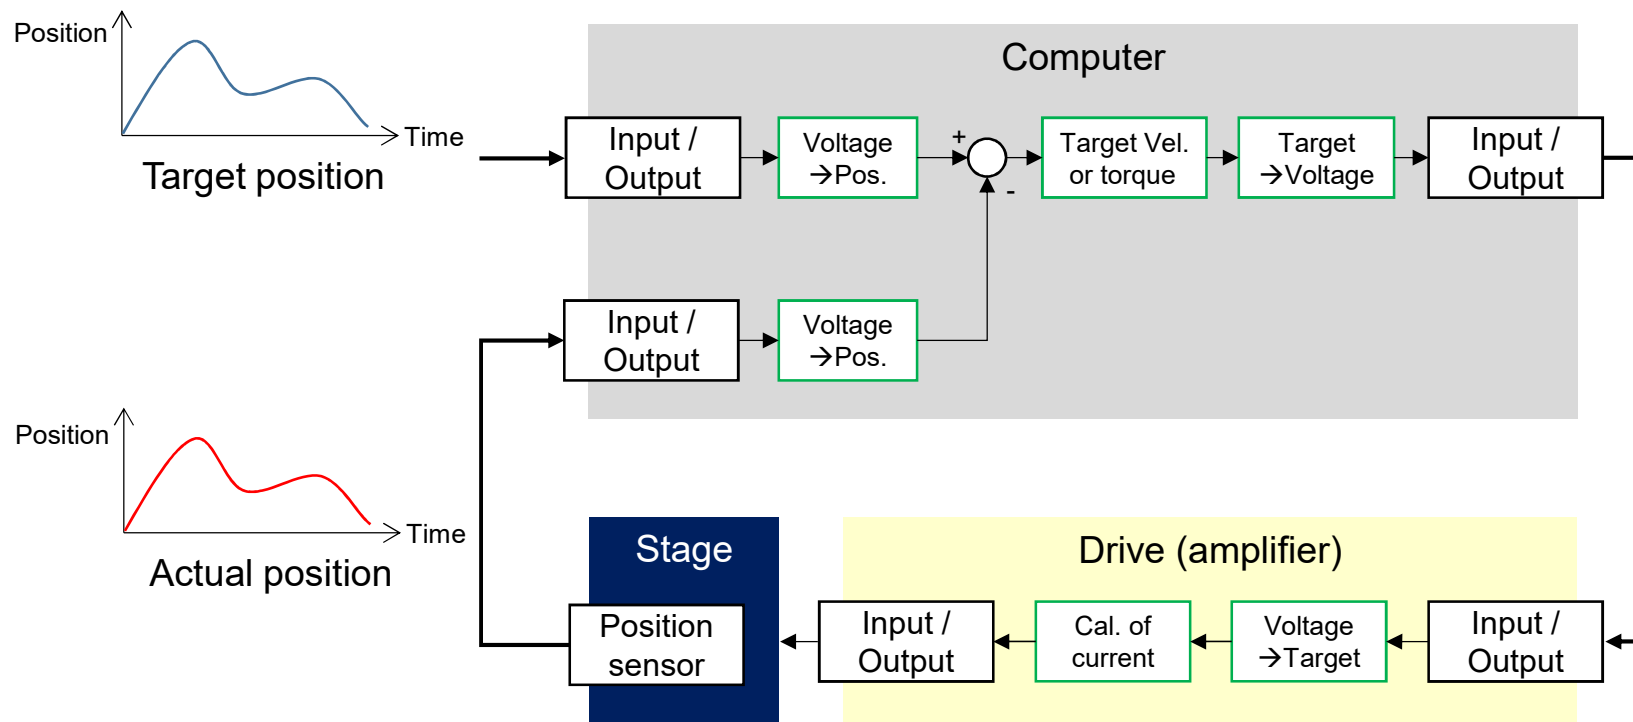 Position
Time
Target position
Computer
Input /
Output
Voltage
→Pos.
+
-
Target Vel.
or torque
Target
→Voltage
Input /
Output
Input /
Output
Voltage
→Pos.
Position
Time
Actual position
Stage
Position
sensor
Drive (amplifier)
Input /
Output
Cal. of
current
Voltage
→Target
Input /
Output